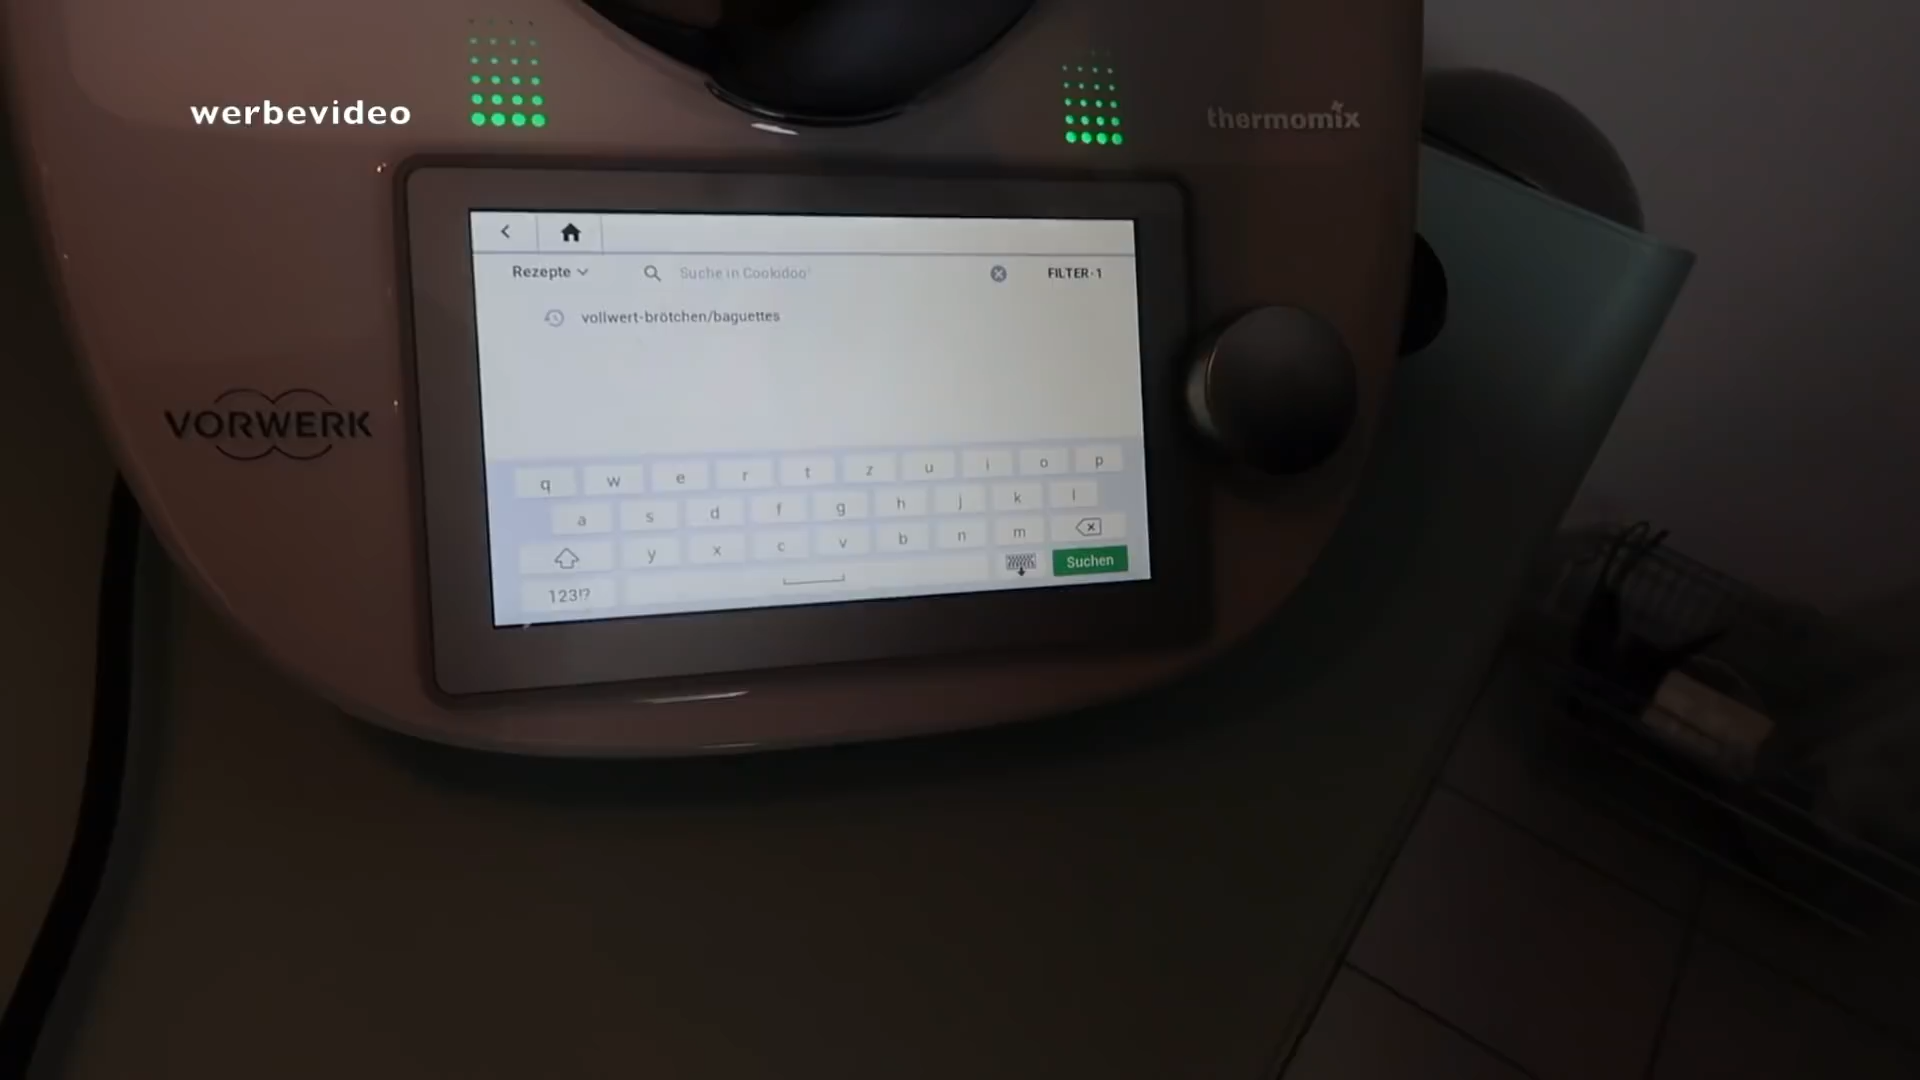 werbevideo
thermomix
Rezepte
Suche in Cookidoo®
FILTER·1
vollwert-brötchen/baguettes
VORWERK
q w e r t z u i o p
a s d f g h j k l
y x c v b n m
123!?
Suchen